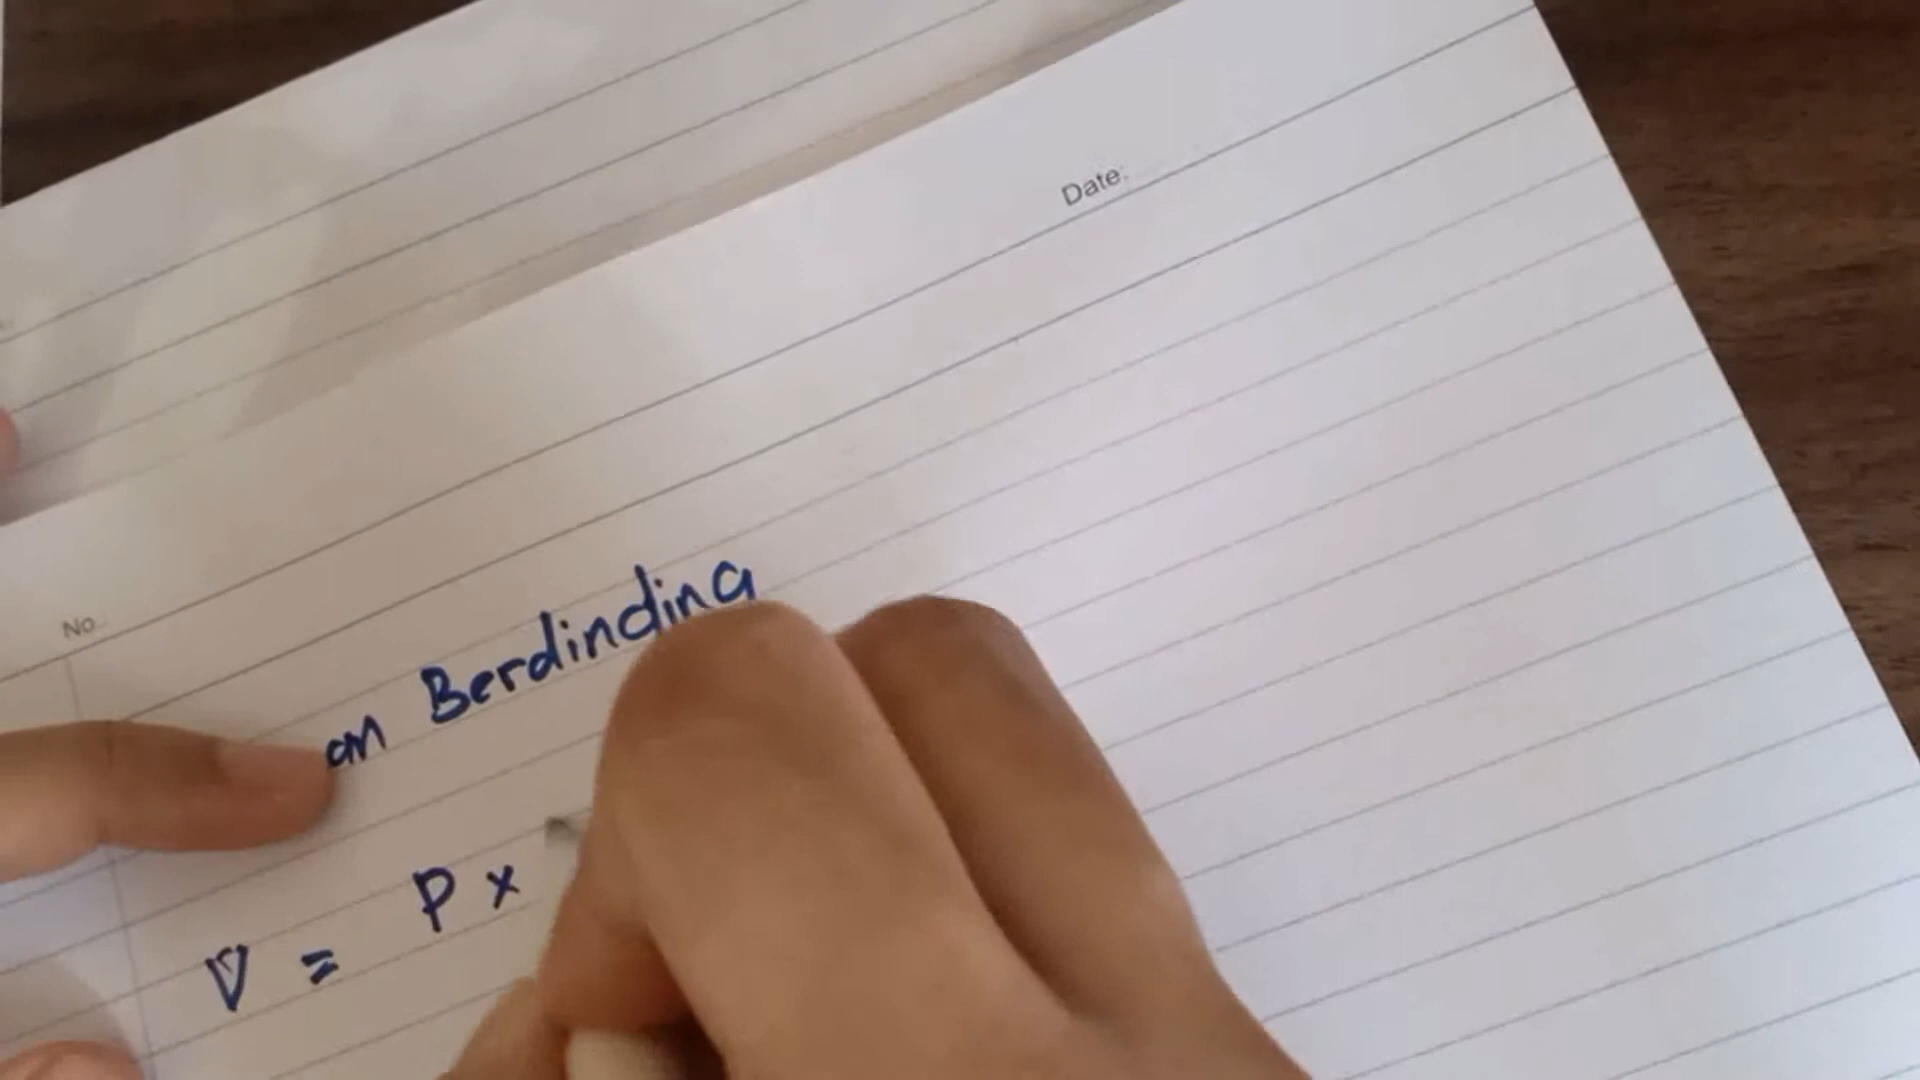 Date:
No.
an Berdinding
V = P x